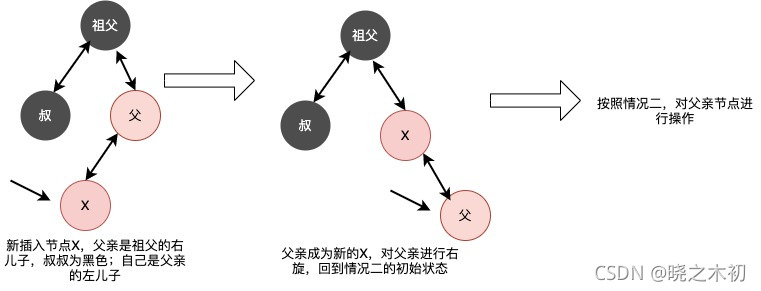 祖父
叔
父
X
新插入节点X，父亲是祖父的右
儿子，叔叔为黑色；自己是父亲
的左儿子
祖父
叔
X
父
父亲成为新的X，对父亲进行右
旋，回到情况二的初始状态
按照情况二，对父亲节点进
行操作
CSDN @晓之木初